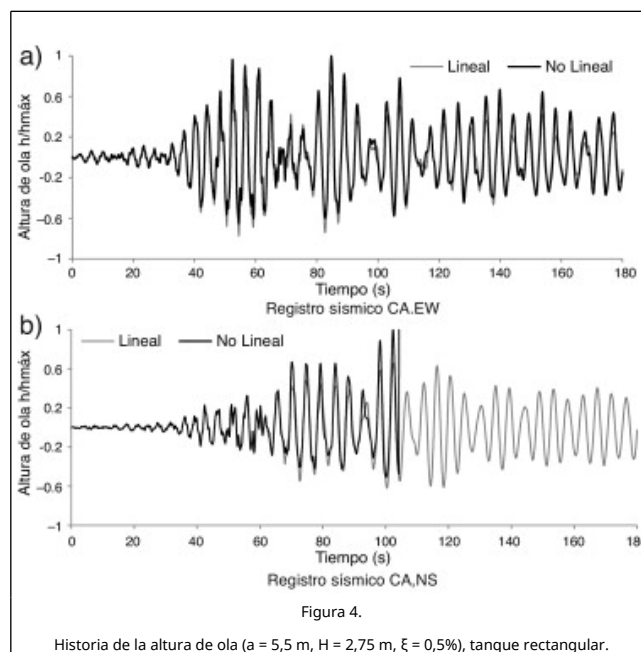 a)
1
0.6
0.2
−0.2
−0.6
−1
Altura de ola h/hmáx
Lineal
No Lineal
0 20 40 60 80 100 120 140 160 180
Tiempo (s)
Registro sísmico CA.EW
b)
1
0.6
0.2
−0.2
−0.6
−1
Altura de ola h/hmáx
Lineal
No Lineal
0 20 40 60 80 100 120 140 160 180
Tiempo (s)
Registro sísmico CA,NS
Figura 4.
Historia de la altura de ola (a = 5,5 m, H = 2,75 m, ξ = 0,5%), tanque rectangular.